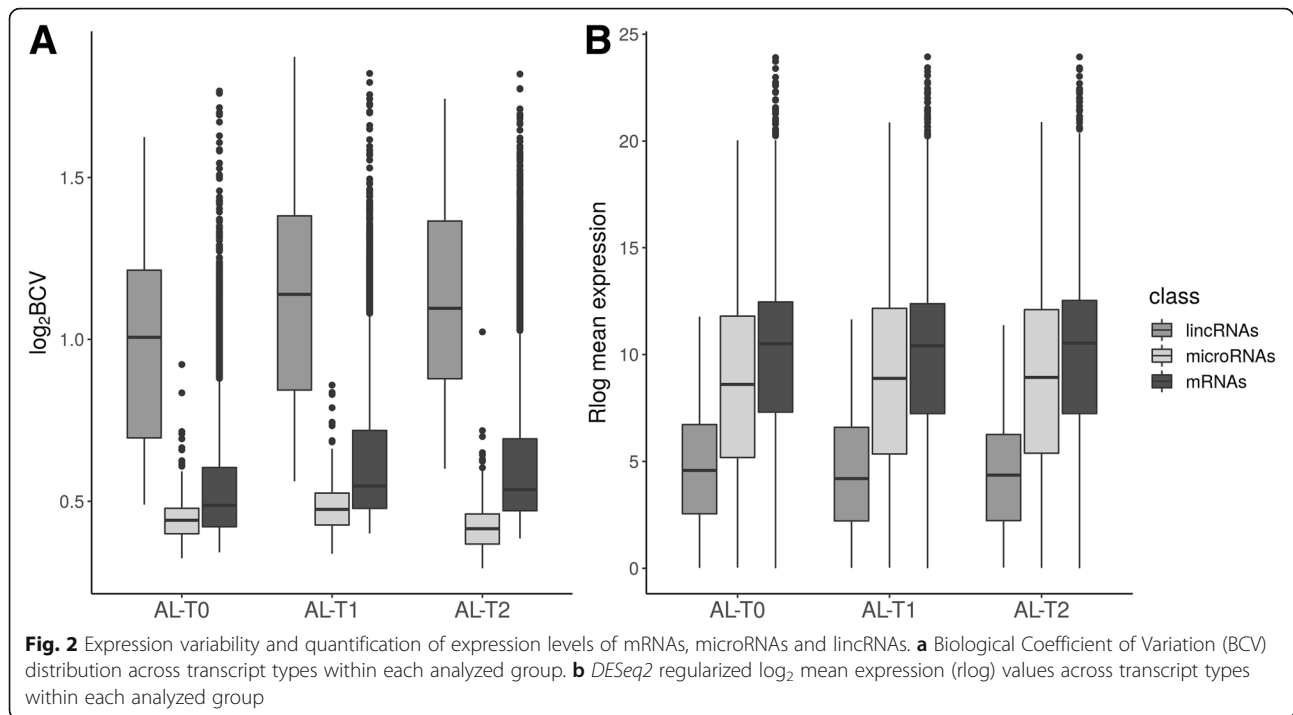 A
B
log₂BCV
1.5
1.0
0.5
AL-T0
AL-T1
AL-T2
Rlog mean expression
25
20
15
10
5
0
AL-T0
AL-T1
AL-T2
class
lincRNAs
microRNAs
mRNAs
Fig. 2 Expression variability and quantification of expression levels of mRNAs, microRNAs and lincRNAs. a Biological Coefficient of Variation (BCV)
distribution across transcript types within each analyzed group. b DESeq2 regularized log₂ mean expression (rlog) values across transcript types
within each analyzed group